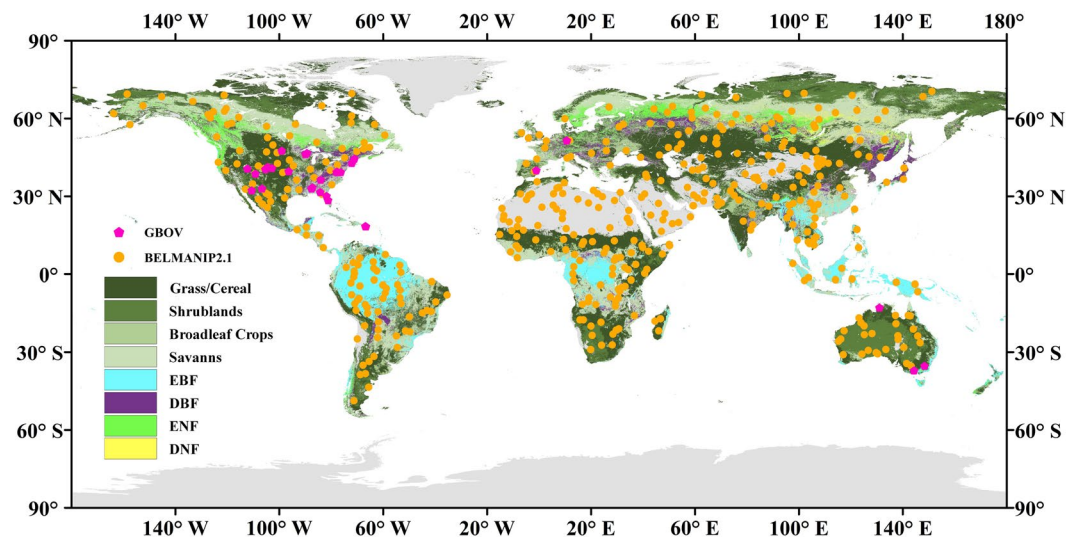 140° W 100° W 60° W 20° W 20° E 60° E 100° E 140° E 180°
90° 90°
60° N 60° N
30° N 30° N
GBOV
BELMANIP2.1
0° 0°
Grass/Cereal
Shrublands
Broadleaf Crops
Savanns
30° S 30° S
EBF
DBF
ENF
60° S 60° S
DNF
90° 90°
140° W 100° W 60° W 20° W 20° E 60° E 100° E 140° E